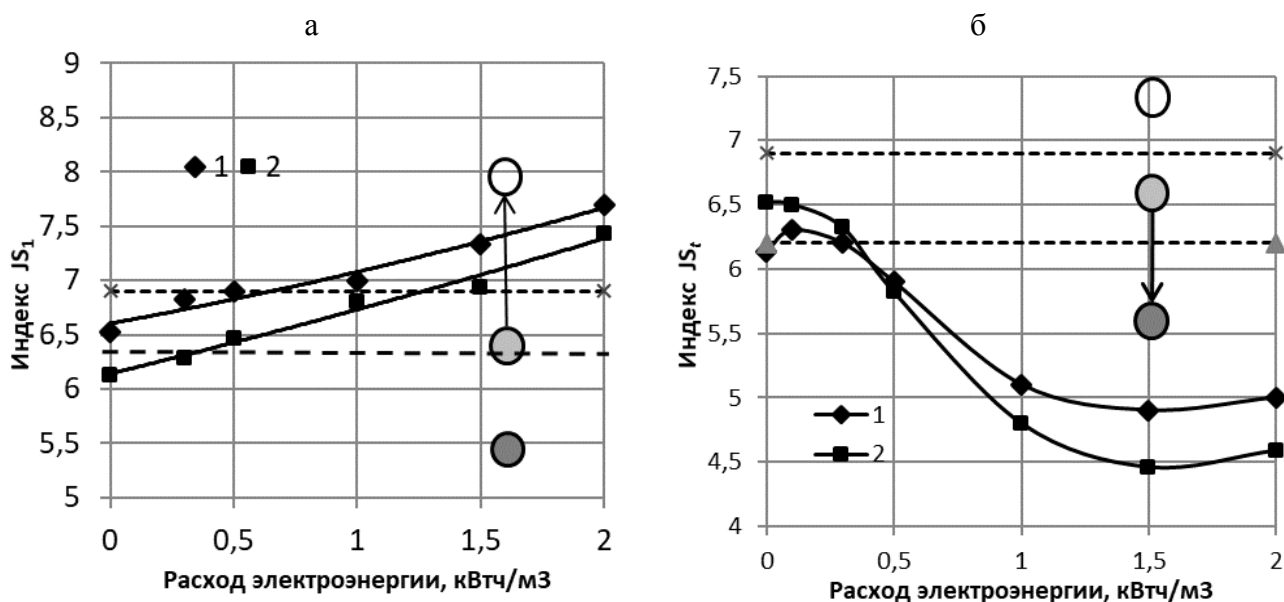 а
9
8,5
8
7,5
7
6,5
6
5,5
5
Индекс JS₁
1 2
0 0,5 1 1,5 2
Расход электроэнергии, кВтч/м3
б
7,5
7
6,5
6
5,5
5
4,5
4
Индекс JSₜ
1
2
0 0,5 1 1,5 2
Расход электроэнергии, кВтч/м3